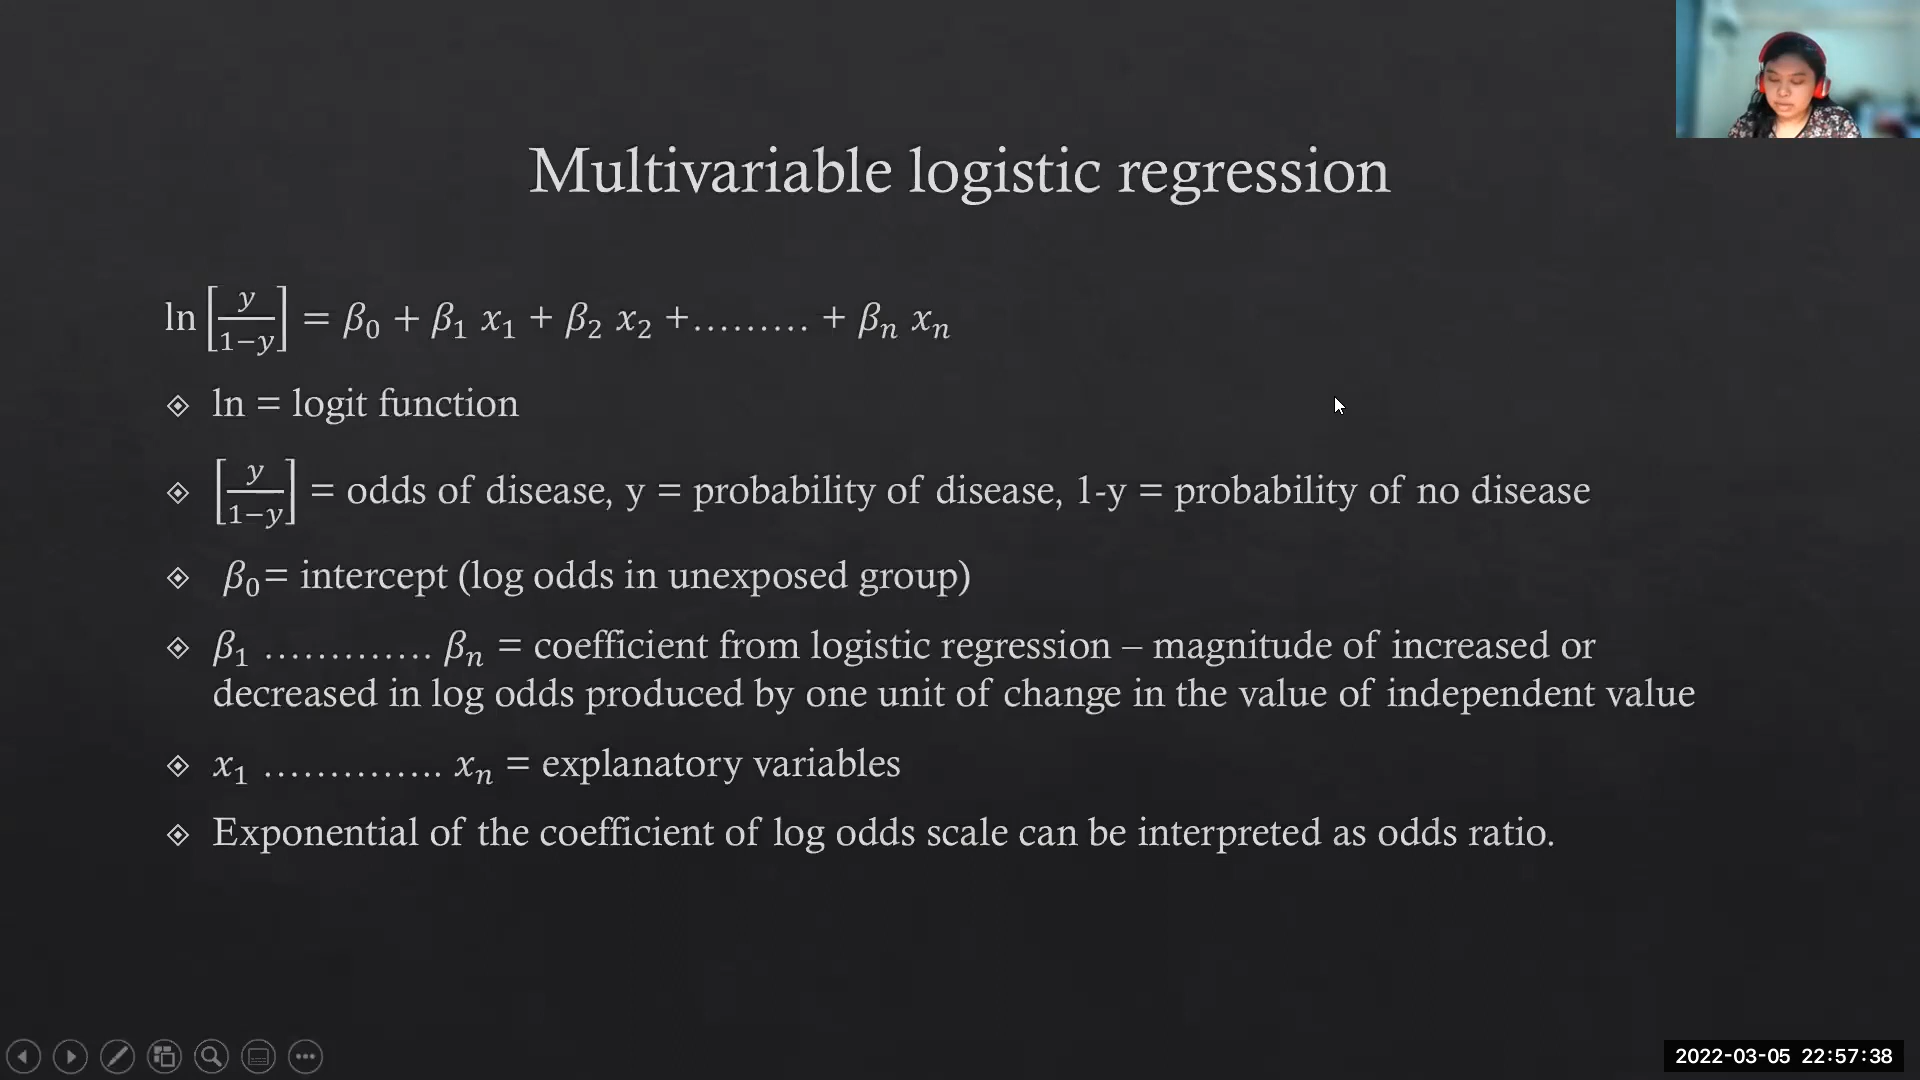 Multivariable logistic regression
ln [y/(1−y)] = β₀ + β₁ x₁ + β₂ x₂ +......... + βₙ xₙ
ln = logit function
[y/(1−y)] = odds of disease, y = probability of disease, 1-y = probability of no disease
β₀= intercept (log odds in unexposed group)
β₁ ............. βₙ = coefficient from logistic regression – magnitude of increased or
decreased in log odds produced by one unit of change in the value of independent value
x₁ .............. xₙ = explanatory variables
Exponential of the coefficient of log odds scale can be interpreted as odds ratio.
2022-03-05 22:57:38